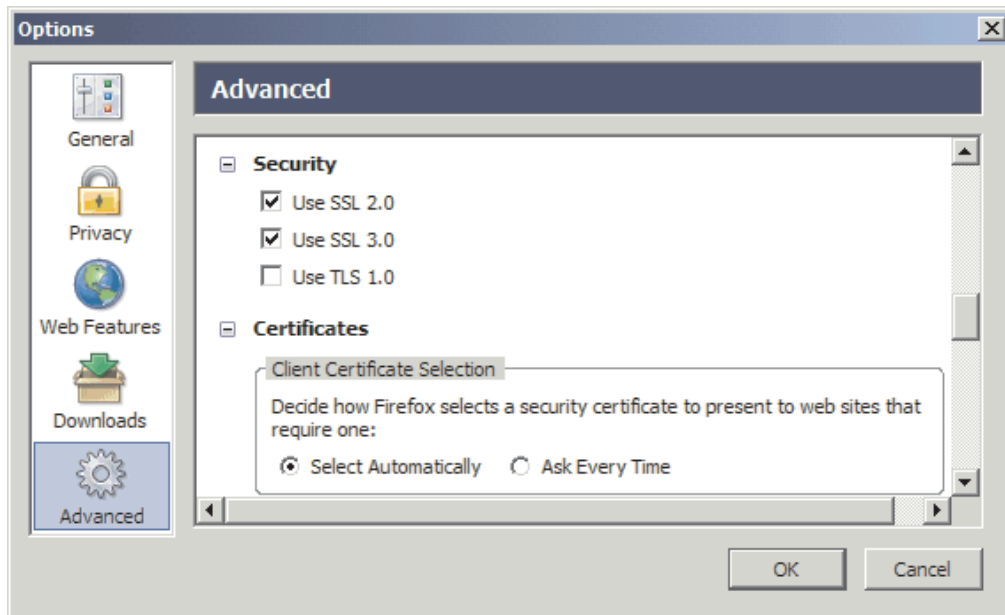 Options
General
Privacy
Web Features
Downloads
Advanced
Advanced
Security
Use SSL 2.0
Use SSL 3.0
Use TLS 1.0
Certificates
Client Certificate Selection
Decide how Firefox selects a security certificate to present to web sites that
require one:
Select Automatically Ask Every Time
OK Cancel